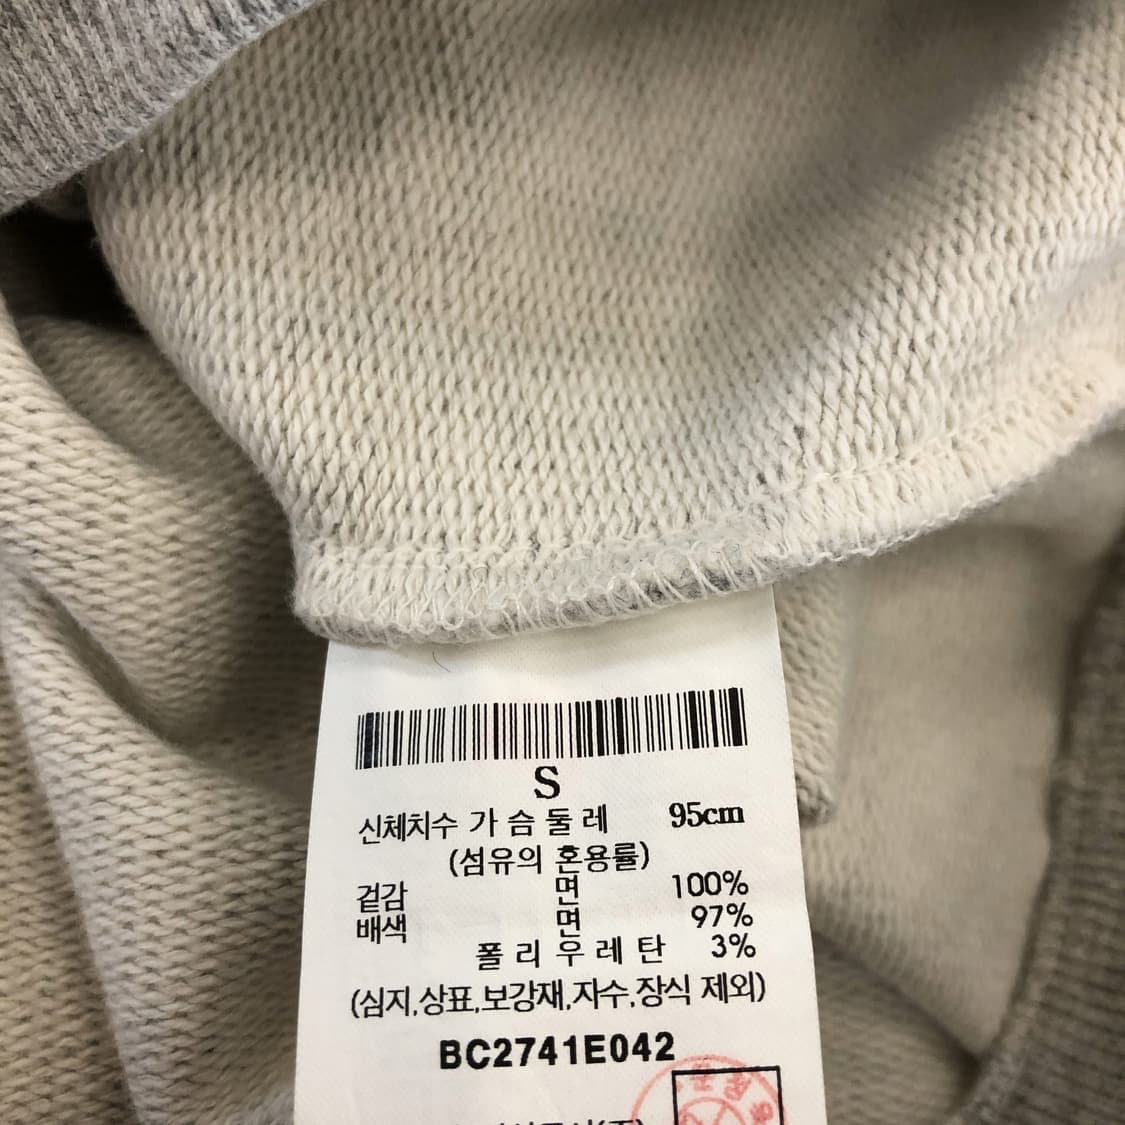 S
신체치수 가슴둘레 95cm
(섬유의 혼용률)
겉감 면 100%
배색 면 97%
폴리우레탄 3%
(심지,상표,보강재,자수,장식 제외)
BC2741E042